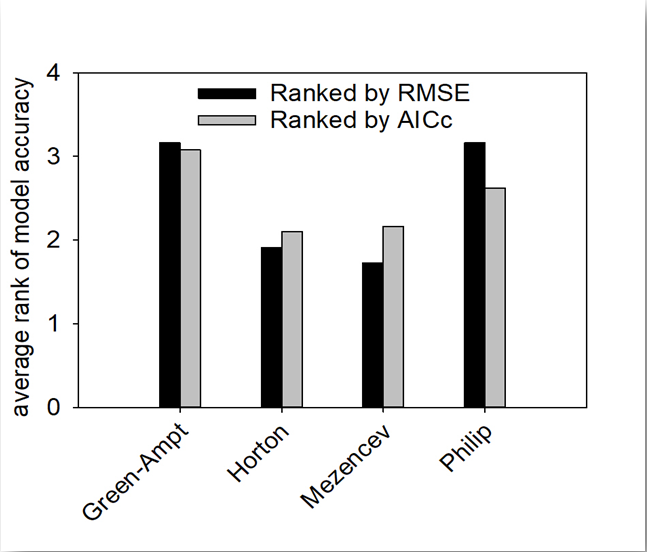 average rank of model accuracy
4
3
2
1
0
Ranked by RMSE
Ranked by AICc
Green-Ampt
Horton
Mezencev
Philip